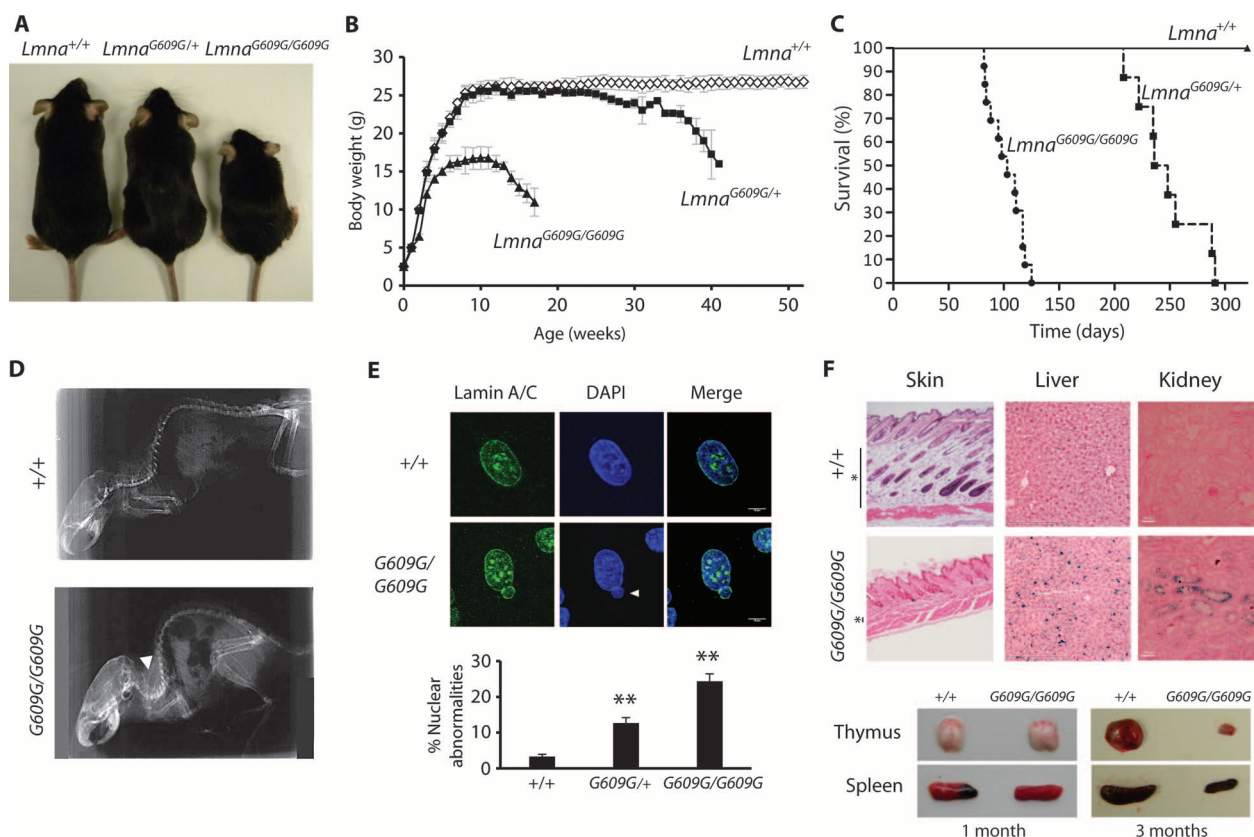 A
Lmna+/+ LmnaG609G/+ LmnaG609G/G609G
B
Body weight (g)
30
25
20
15
10
5
0
0 10 20 30 40 50
Age (weeks)
Lmna+/+
LmnaG609G/+
LmnaG609G/G609G
C
Survival (%)
100
90
80
70
60
50
40
30
20
10
0
0 50 100 150 200 250 300
Time (days)
Lmna+/+
LmnaG609G/+
LmnaG609G/G609G
D
+/+
G609G/G609G
E
Lamin A/C DAPI Merge
+/+
G609G/
G609G
% Nuclear
abnormalities
30
20
10
0
**
**
+/+ G609G/+ G609G/G609G
F
Skin Liver Kidney
+/+
*
G609G/G609G
*
+/+ G609G/G609G +/+ G609G/G609G
Thymus
Spleen
1 month 3 months